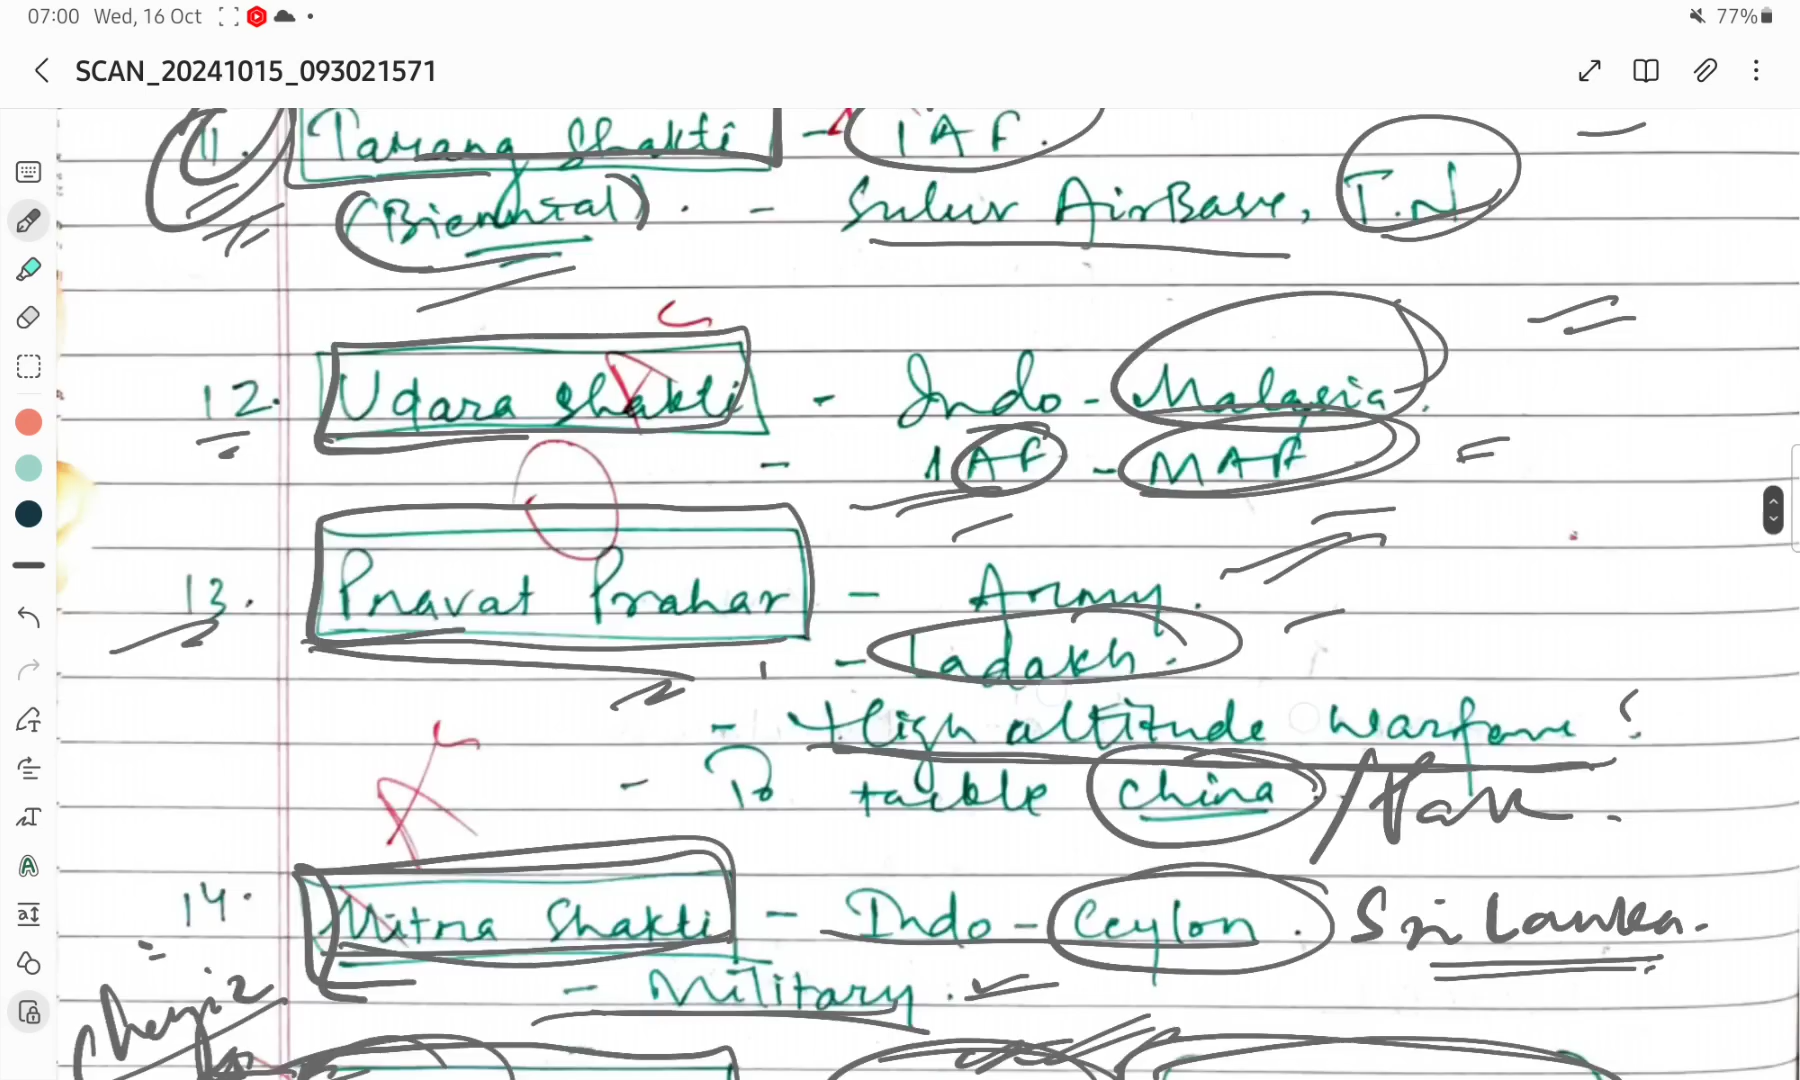 07:00 Wed, 16 Oct 77%
SCAN_20241015_093021571
11. Tarang Shakti - IAF.
(Biennial). - Sulur AirBase, T.N
12. Udara Shakti - Indo - Malaysia.
- IAF - MAF
13. Pravat Prahar - Army.
- Ladakh.
- High altitude warfare
- To tackle China / Pak.
14. Mitra Shakti - Indo - Ceylon. Sri Lanka.
- Military.